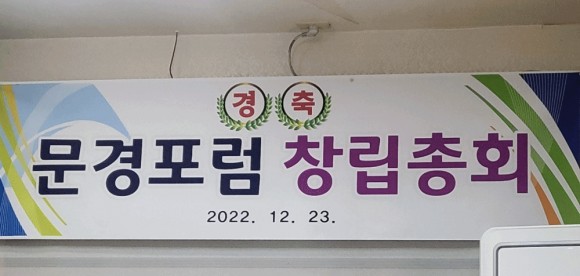 경 축
문경포럼 창립총회
2022. 12. 23.